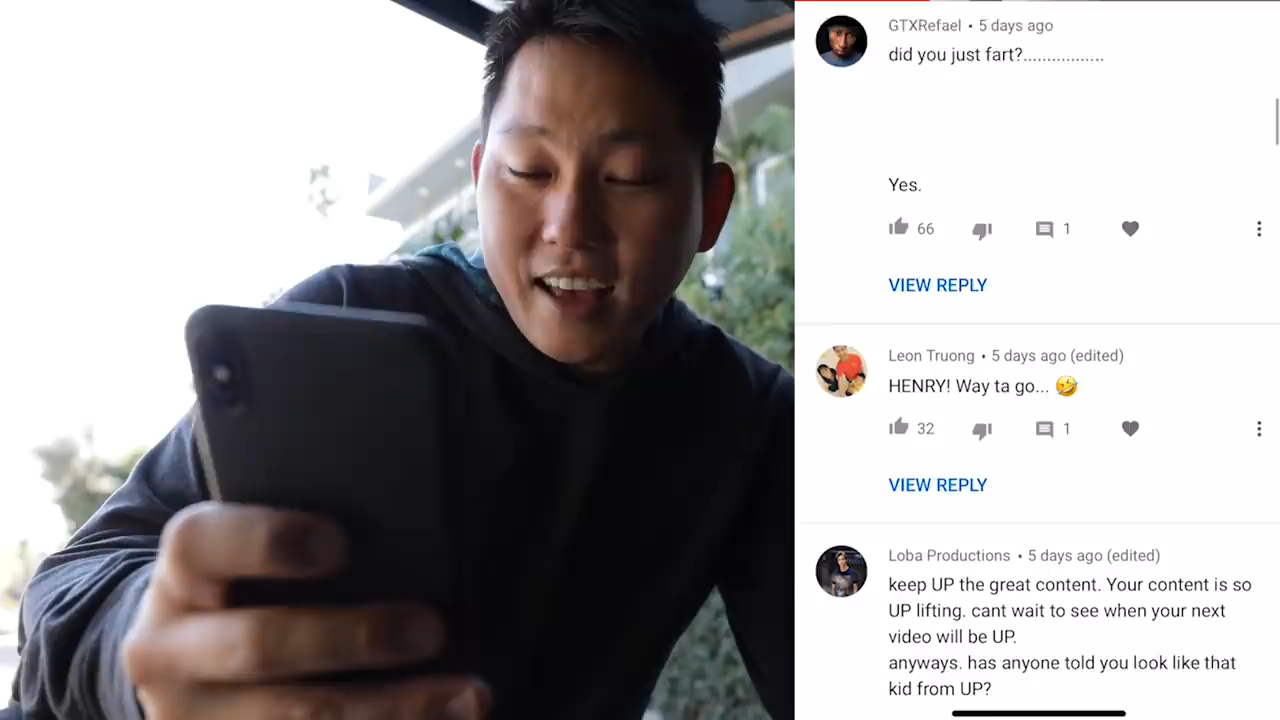 GTXRefael • 5 days ago
did you just fart?.................
Yes.
66
1
VIEW REPLY
Leon Truong • 5 days ago (edited)
HENRY! Way ta go... 🤣
32
1
VIEW REPLY
Loba Productions • 5 days ago (edited)
keep UP the great content. Your content is so
UP lifting. cant wait to see when your next
video will be UP.
anyways. has anyone told you look like that
kid from UP?